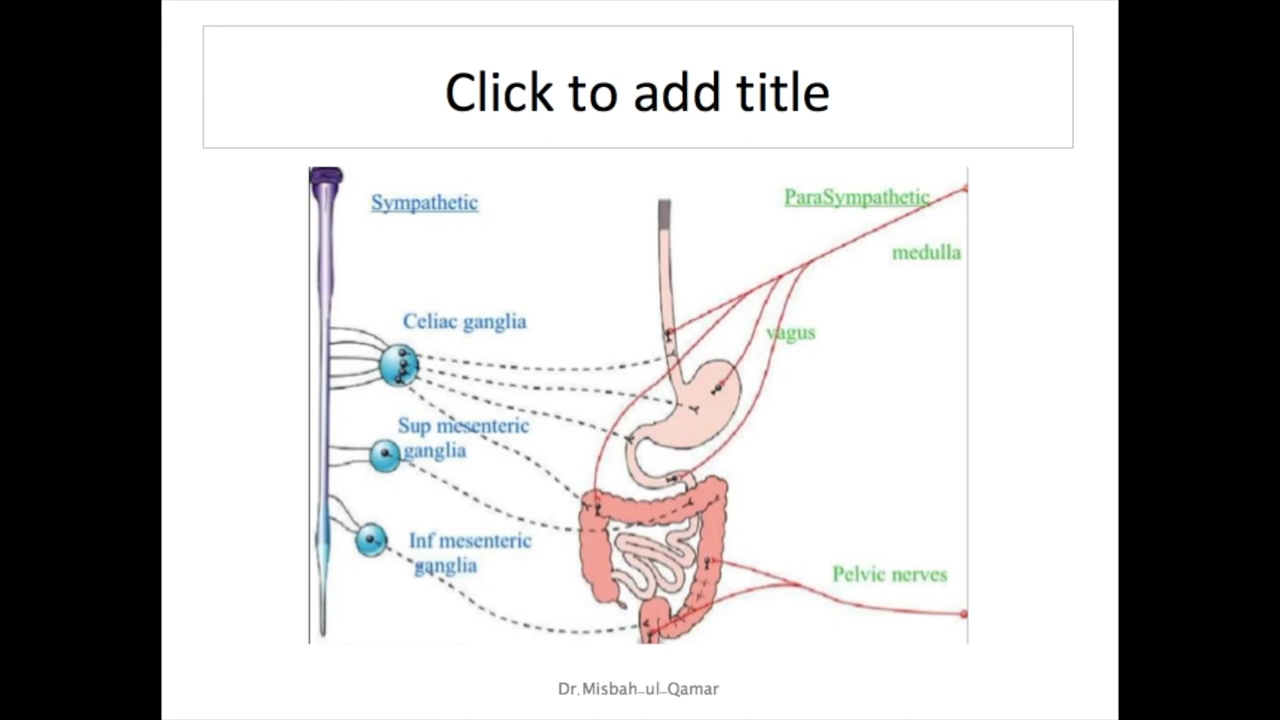 Click to add title
Sympathetic
ParaSympathetic
medulla
Celiac ganglia
vagus
Sup mesenteric
ganglia
Inf mesenteric
ganglia
Pelvic nerves
Dr.Misbah-ul-Qamar